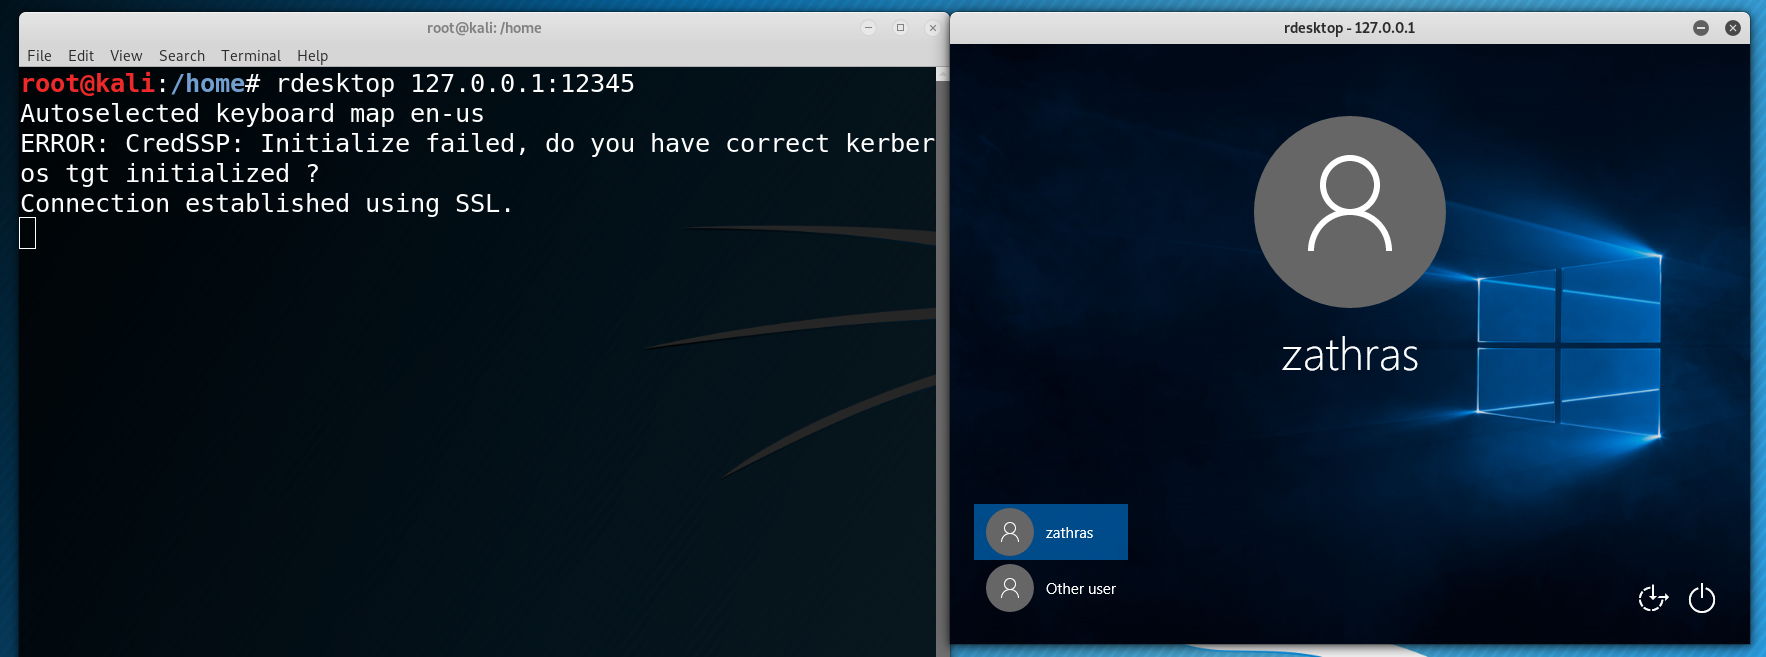 root@kali: /home
File Edit View Search Terminal Help
root@kali:/home# rdesktop 127.0.0.1:12345
Autoselected keyboard map en-us
ERROR: CredSSP: Initialize failed, do you have correct kerber
os tgt initialized ?
Connection established using SSL.
rdesktop - 127.0.0.1
zathras
zathras
Other user